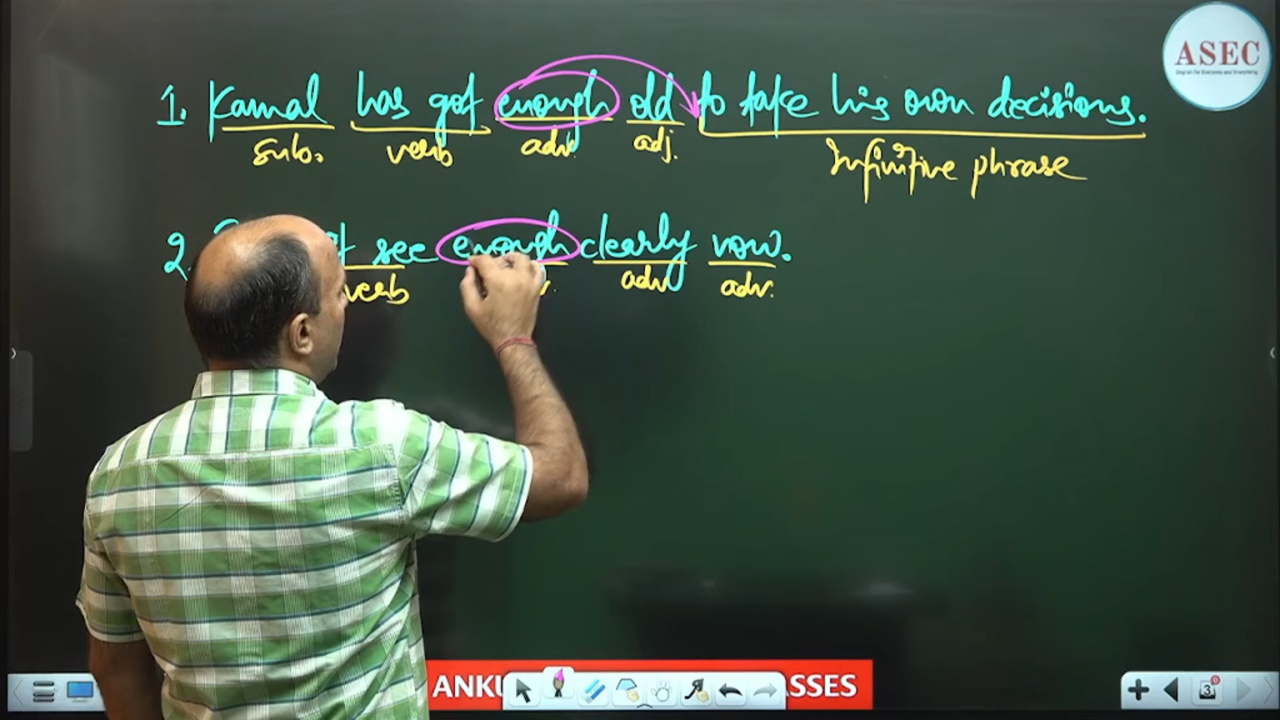 ASEC
1. Kamal has got enough old to take his own decisions.
sub. verb adv. adj. Infinitive phrase
2. see enough clearly now.
verb adv adv.
ANKU SSES
3